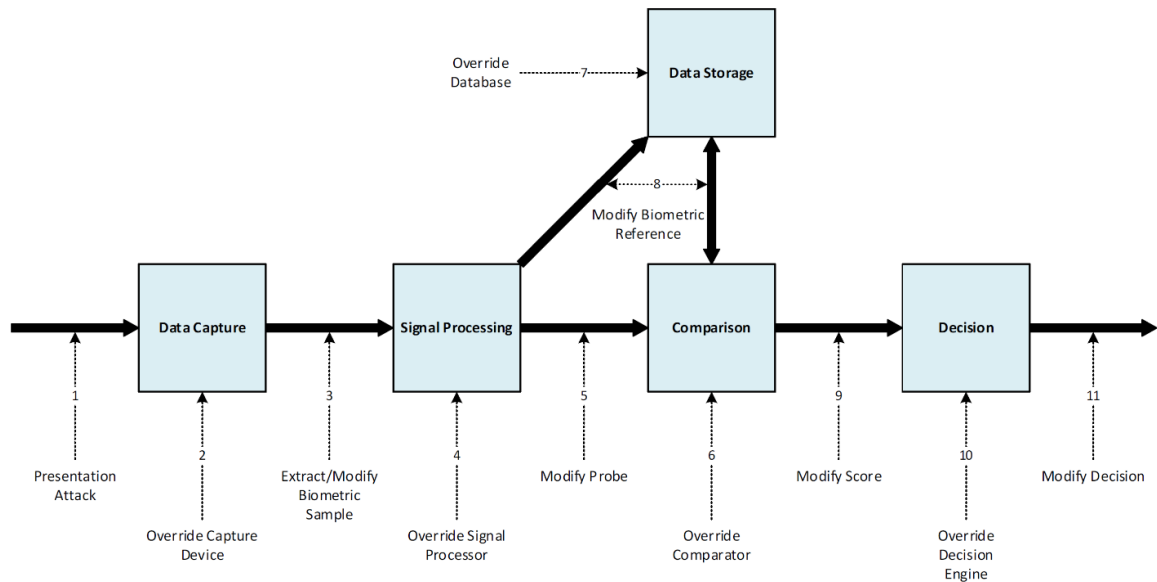 Override
Database
7
Data Storage
8
Modify Biometric
Reference
Data Capture
Signal Processing
Comparison
Decision
1
3
5
9
11
2
4
6
10
Presentation
Attack
Extract/Modify
Biometric
Sample
Modify Probe
Modify Score
Modify Decision
Override Capture
Device
Override Signal
Processor
Override
Comparator
Override
Decision
Engine